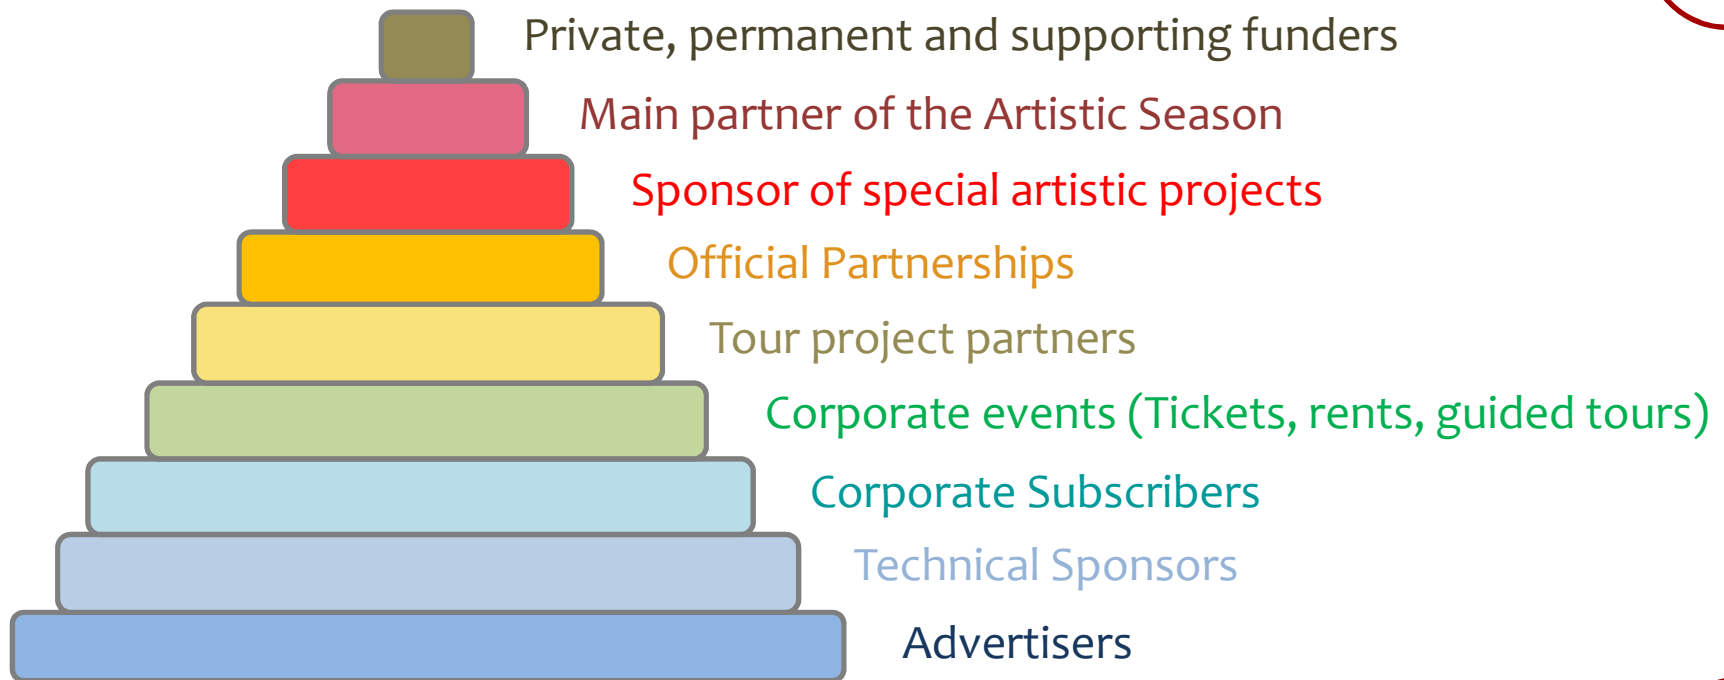 Private, permanent and supporting funders
Main partner of the Artistic Season
Sponsor of special artistic projects
Official Partnerships
Tour project partners
Corporate events (Tickets, rents, guided tours)
Corporate Subscribers
Technical Sponsors
Advertisers